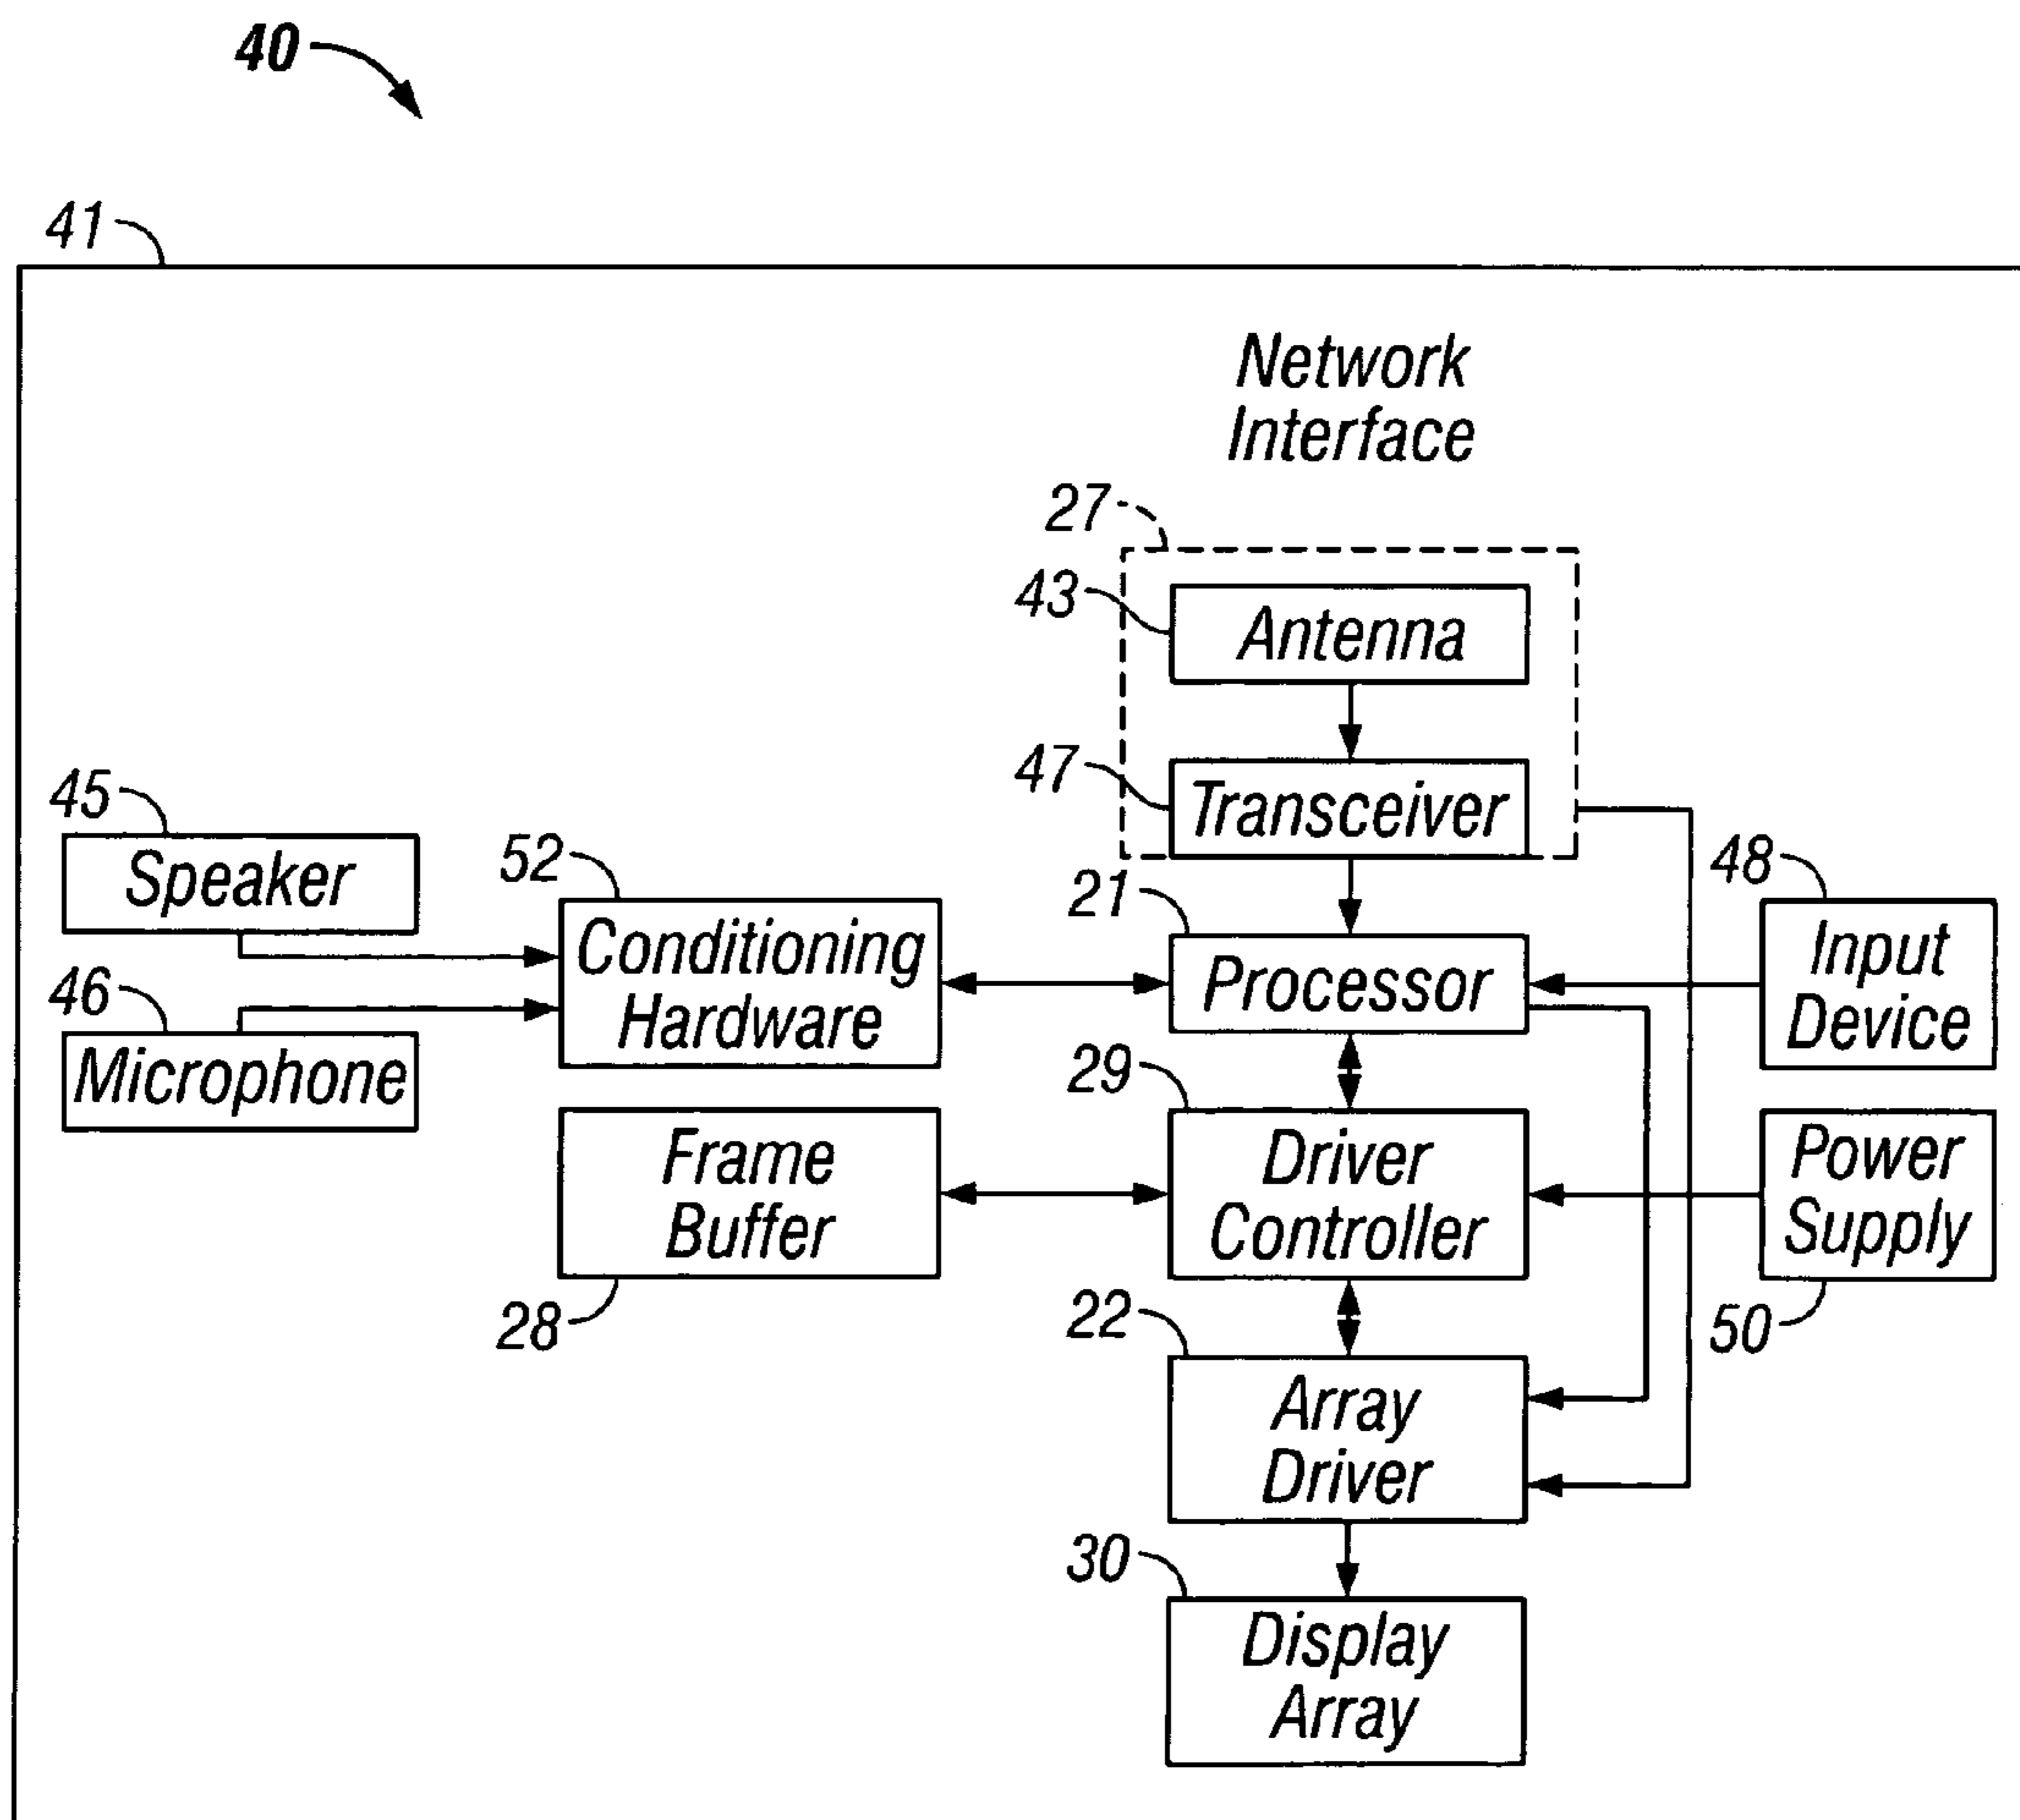 40
41
Network
Interface
27
43
Antenna
47
Transceiver
45
Speaker
52
Conditioning
Hardware
21
Processor
48
Input
Device
46
Microphone
29
Driver
Controller
Frame
Buffer
28
Power
Supply
50
22
Array
Driver
30
Display
Array